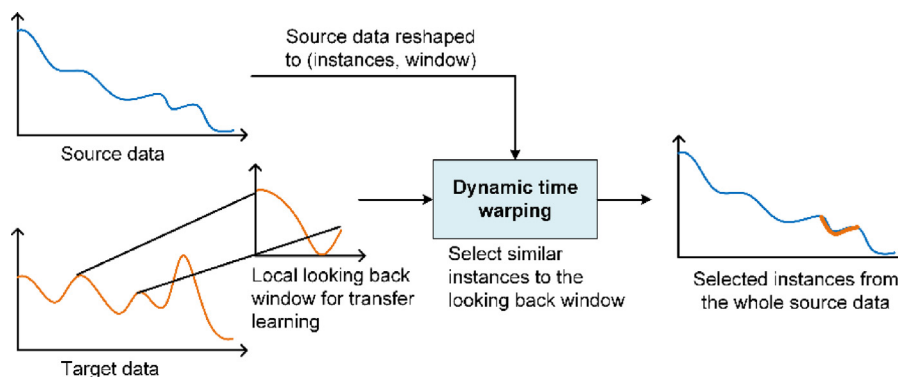 Source data reshaped
to (instances, window)
Source data
Dynamic time
warping
Local looking back
window for transfer
learning
Select similar
instances to the
looking back window
Selected instances from
the whole source data
Target data